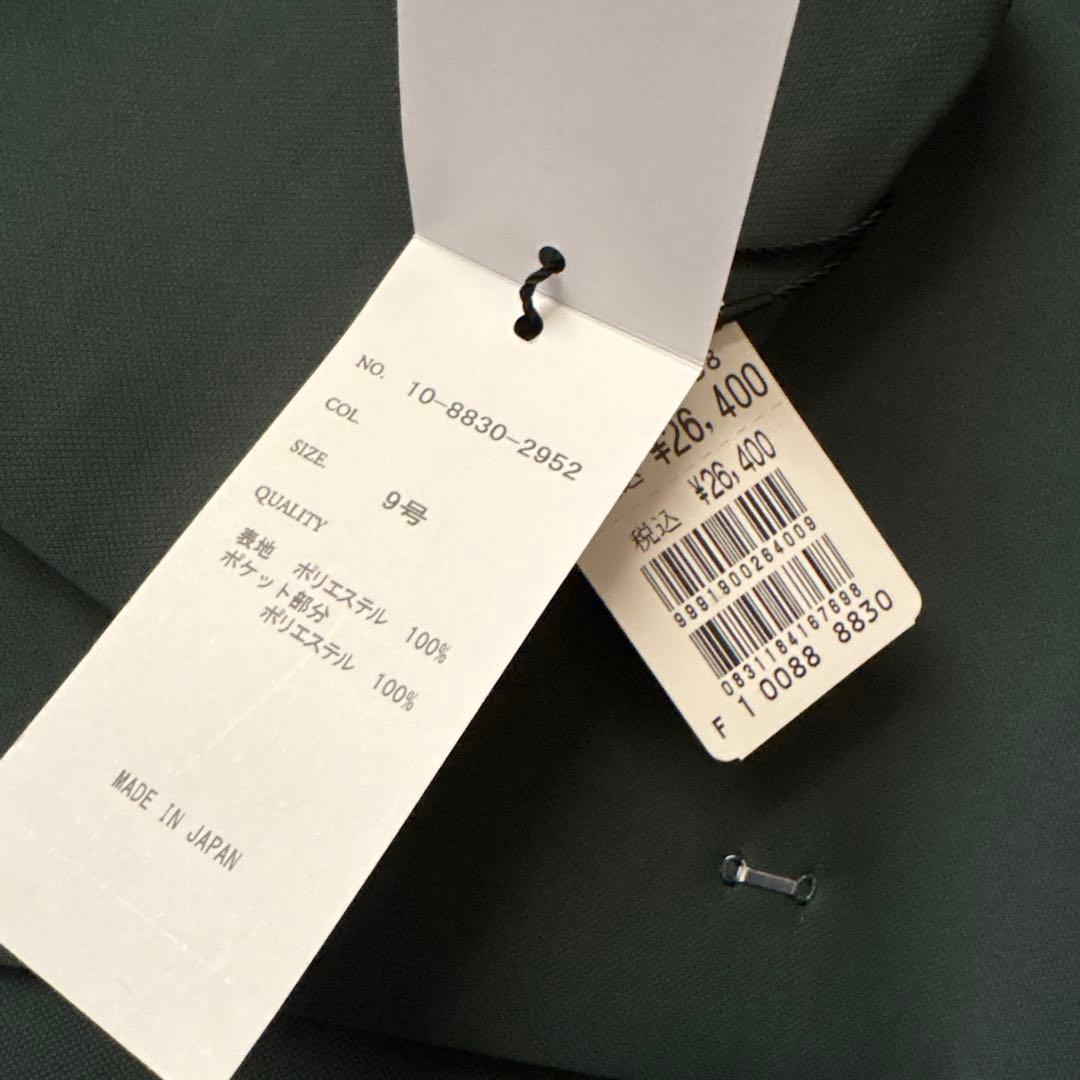 NO. 10-8830-2952
COL.
SIZE. 9号
QUALITY
表地 ポリエステル 100%
ポケット部分
ポリエステル 100%
MADE IN JAPAN
¥26,400
¥26,400
税込
9991900264009
0831184167698
F 1 0088 8830